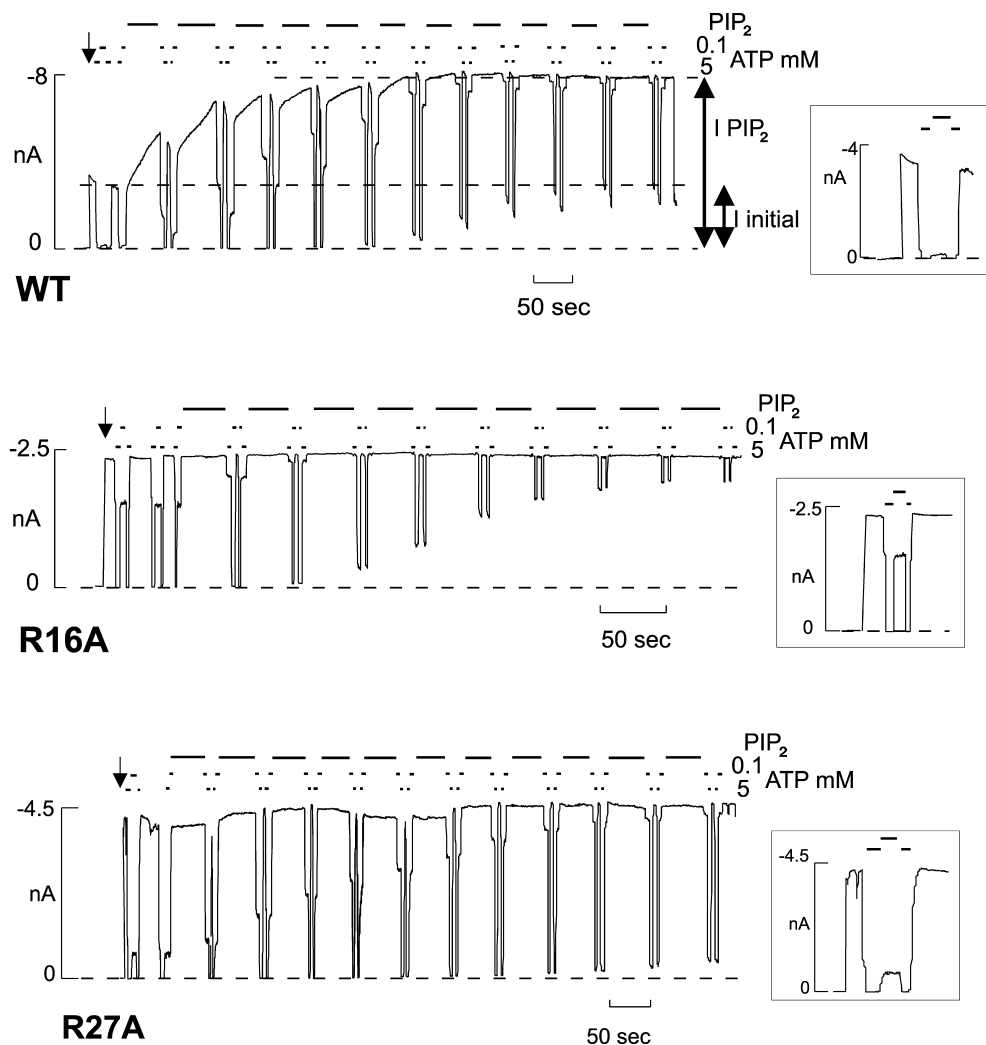 PIP2
0.1
5 ATP mM
-8
nA
0
I PIP2
I initial
WT
50 sec
-4
nA
0
PIP2
0.1
5 ATP mM
-2.5
nA
0
R16A
50 sec
-2.5
nA
0
PIP2
0.1
5 ATP mM
-4.5
nA
0
R27A
50 sec
-4.5
nA
0